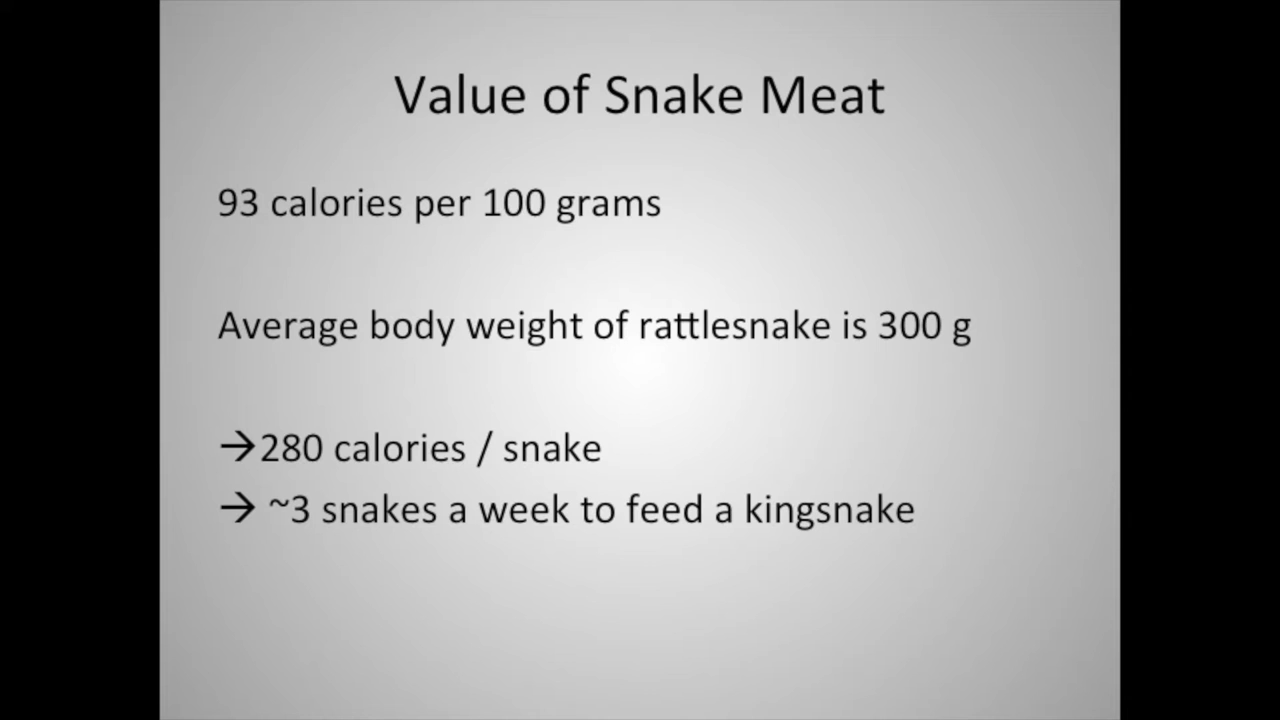 Value of Snake Meat
93 calories per 100 grams
Average body weight of rattlesnake is 300 g
→280 calories / snake
→ ~3 snakes a week to feed a kingsnake